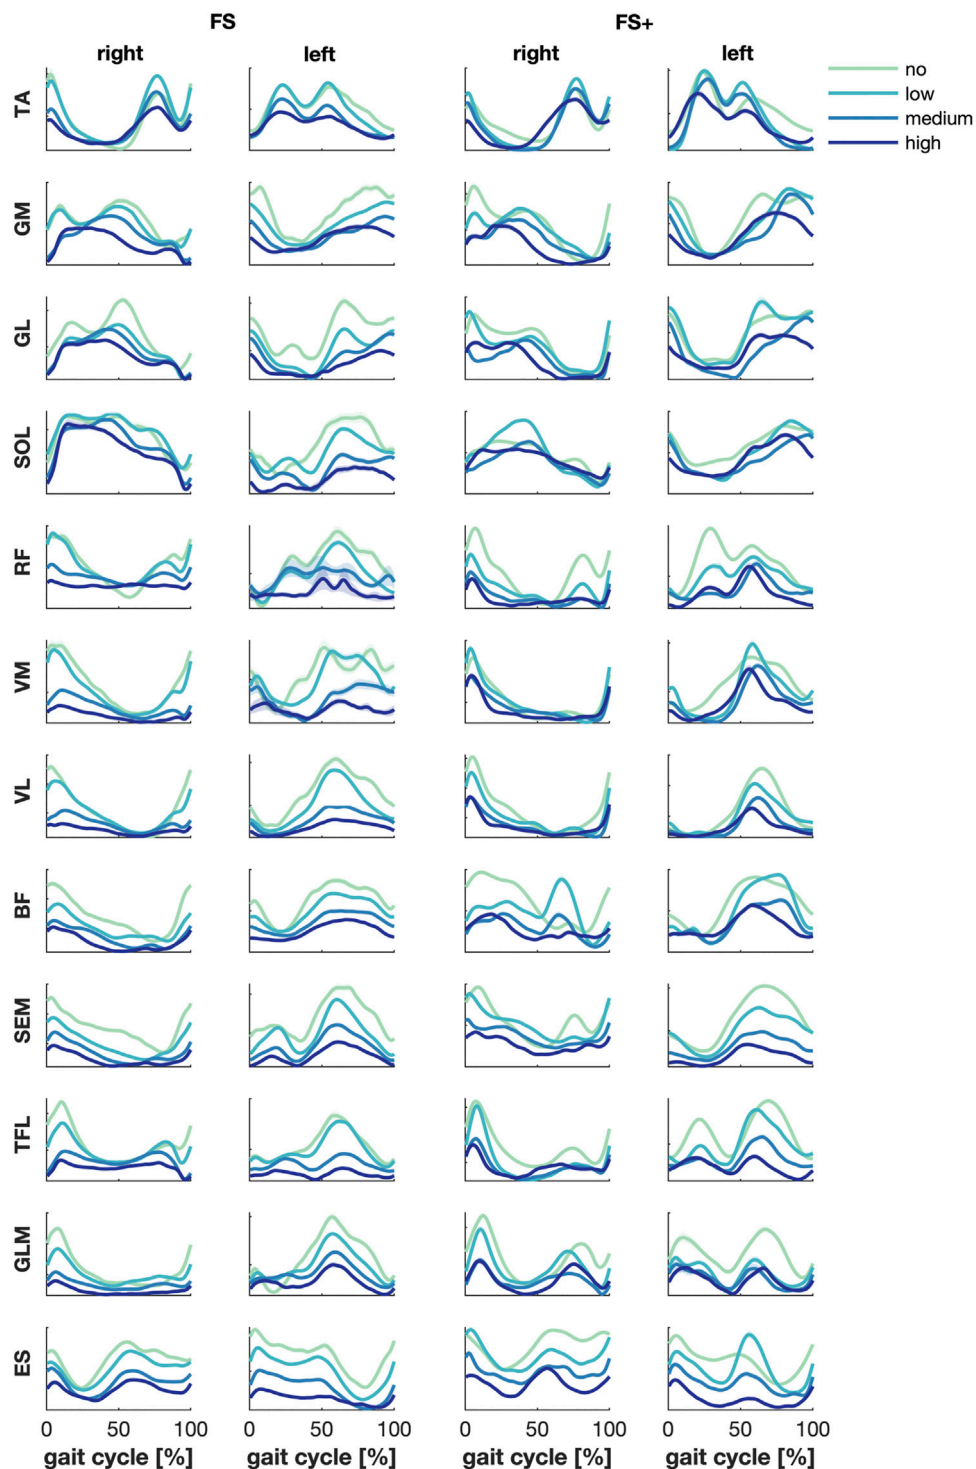 FS FS+
right left right left
no
low
medium
high
TA
GM
GL
SOL
RF
VM
VL
BF
SEM
TFL
GLM
ES
0 50 100 0 50 100 0 50 100 0 50 100
gait cycle [%] gait cycle [%] gait cycle [%] gait cycle [%]